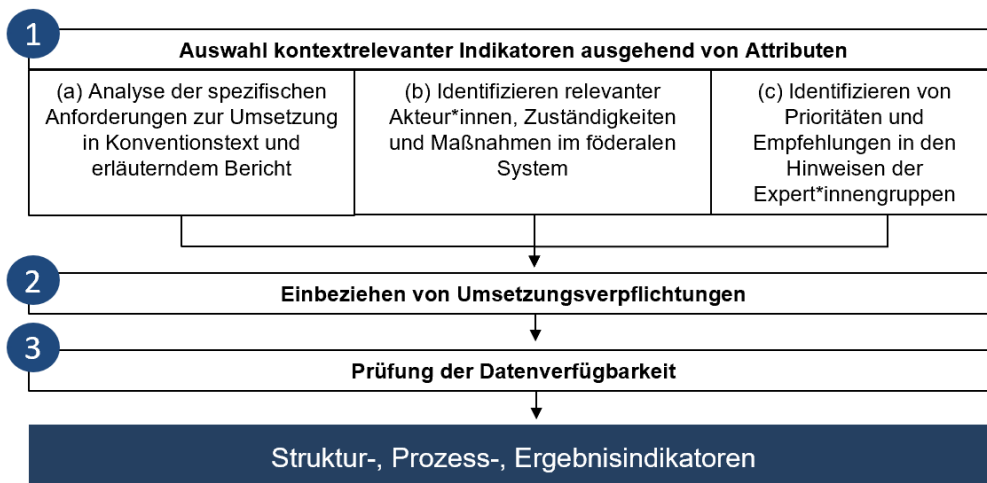 1
Auswahl kontextrelevanter Indikatoren ausgehend von Attributen
(a) Analyse der spezifischen
Anforderungen zur Umsetzung
in Konventionstext und
erläuterndem Bericht
(b) Identifizieren relevanter
Akteur*innen, Zuständigkeiten
und Maßnahmen im föderalen
System
(c) Identifizieren von
Prioritäten und
Empfehlungen in den
Hinweisen der
Expert*innengruppen
2
Einbeziehen von Umsetzungsverpflichtungen
3
Prüfung der Datenverfügbarkeit
Struktur-, Prozess-, Ergebnisindikatoren